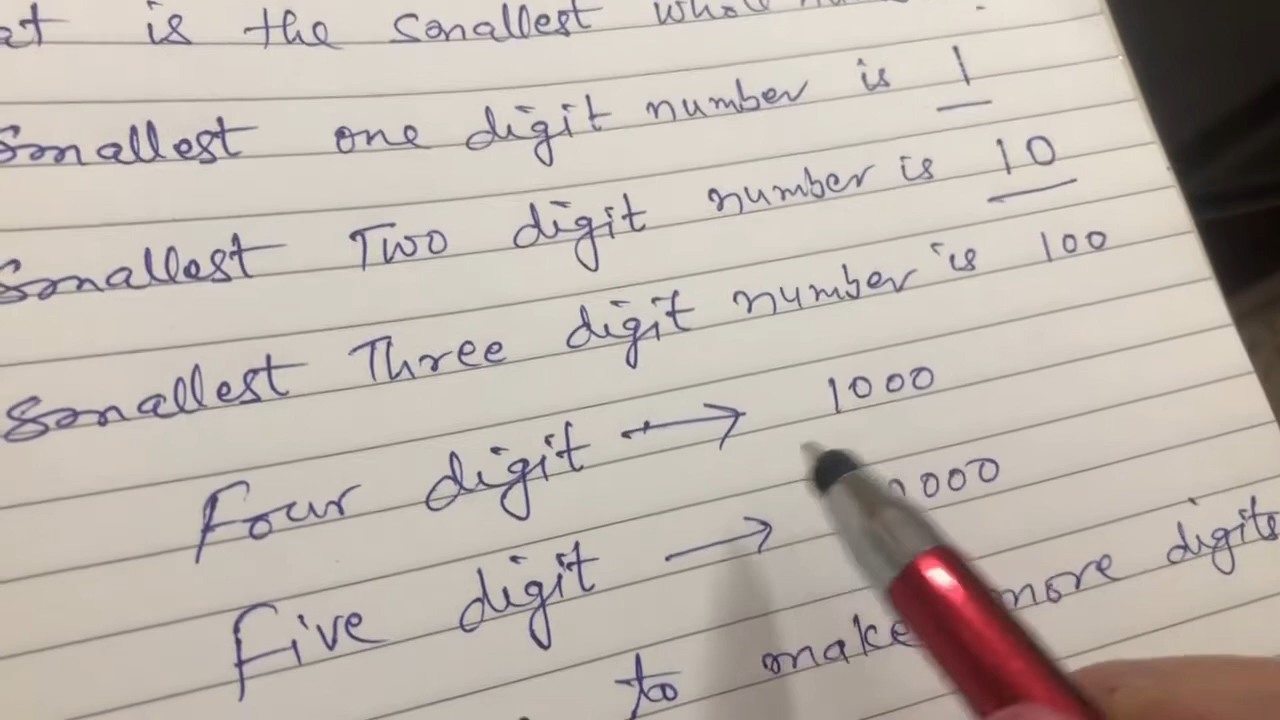 is the smallest
Smallest one digit number is 1
Smallest Two digit number is 10
Smallest Three digit number is 100
Four digit → 1000
Five digit →
to make more digits